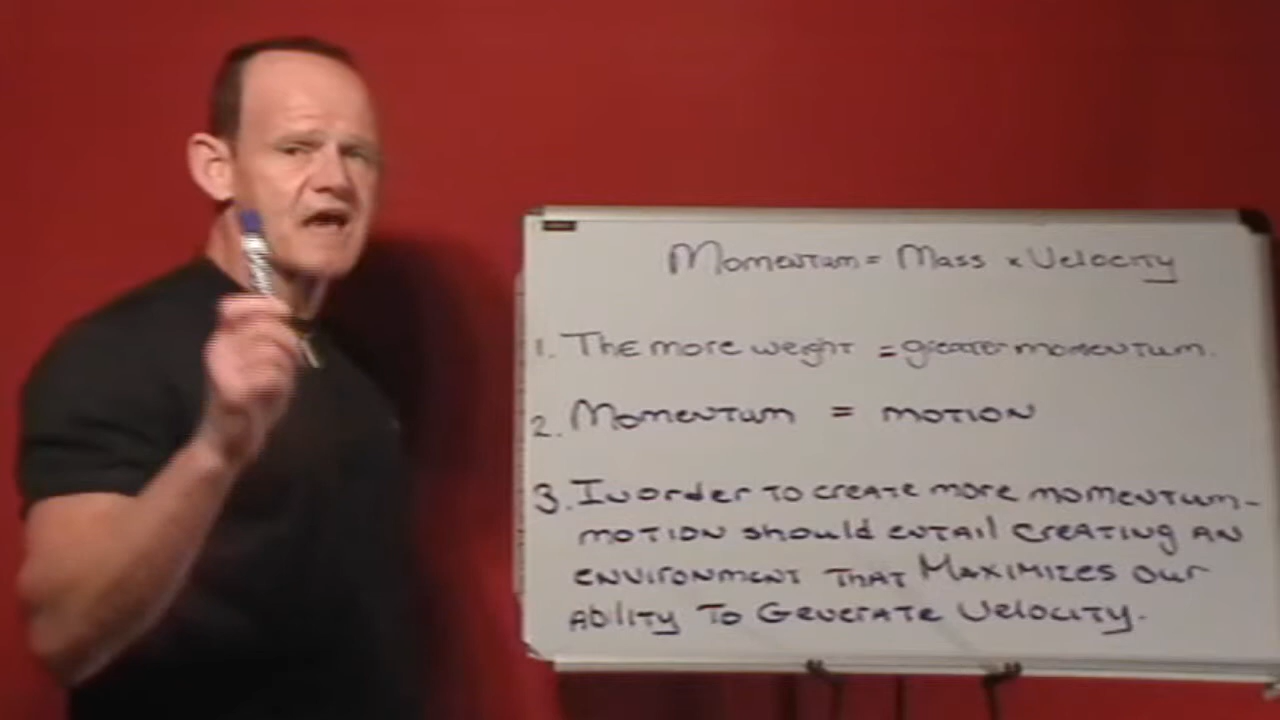 Momentum = Mass x Velocity
1. The more weight = greater momentum.
2. Momentum = motion
3. In order to create more momentum -
motion should entail creating an
environment that Maximizes our
ability to Generate Velocity.